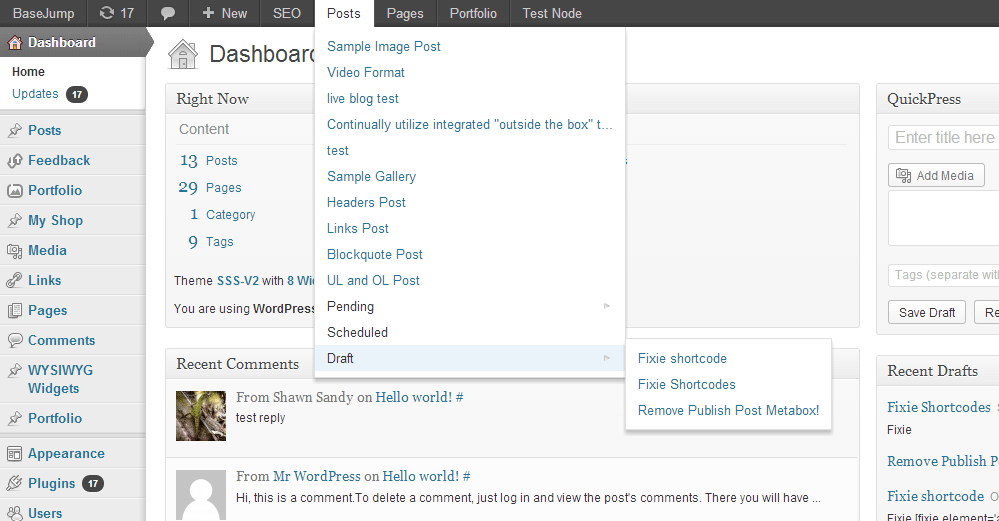 BaseJump 17 New SEO Posts Pages Portfolio Test Node
Dashboard
Home
Updates 17
Posts
Feedback
Portfolio
My Shop
Media
Links
Pages
Comments
WYSIWYG
Widgets
Portfolio
Appearance
Plugins 17
Users
Dashboard
Sample Image Post
Video Format
live blog test
Continually utilize integrated "outside the box" t...
test
Sample Gallery
Headers Post
Links Post
Blockquote Post
UL and OL Post
Pending
Scheduled
Draft
Fixie shortcode
Fixie Shortcodes
Remove Publish Post Metabox!
Right Now
Content
13 Posts
29 Pages
1 Category
9 Tags
Theme SSS-V2 with 8 Wi
You are using WordPress
Recent Comments
From Shawn Sandy on Hello world! #
test reply
From Mr WordPress on Hello world! #
Hi, this is a comment.To delete a comment, just log in and view the post's comments. There you will have ...
QuickPress
Enter title here
Add Media
Tags (separate with
Save Draft Re
Recent Drafts
Fixie Shortcodes
Fixie
Remove Publish P
Fixie shortcode
Fixie [fixie element='